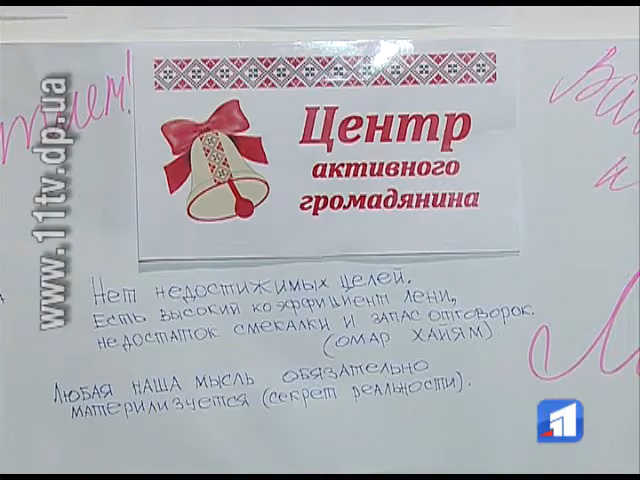 www.11tv.dp.ua
Центр
активного
громадянина
Нет недостижимых целей,
Есть высокий коэффициент лени,
недостаток смекалки и запас отговорок.
(Омар Хайям)
Любая наша мысль обязательно
материлизуется (секрет реальности).
11